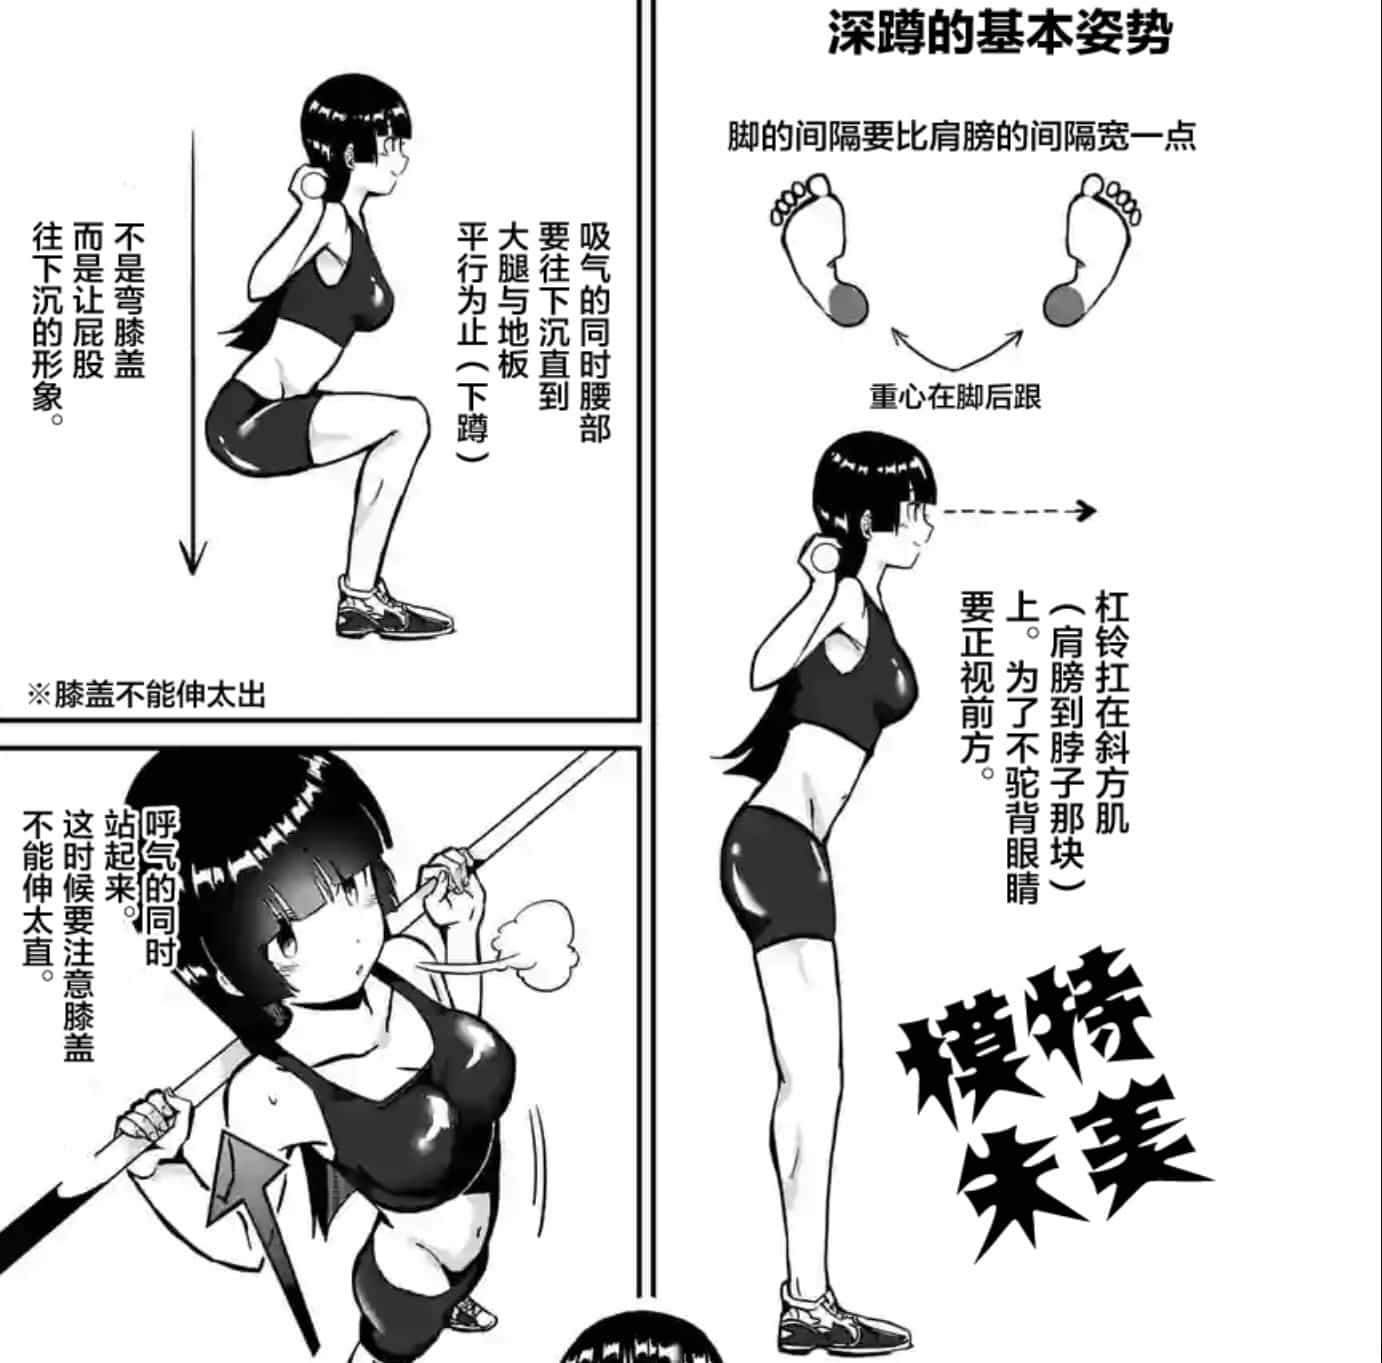 深蹲的基本姿势
脚的间隔要比肩膀的间隔宽一点
重心在脚后跟
杠铃扛在斜方肌
（肩膀到脖子那块）
上。为了不驼背眼睛
要正视前方。
模特
朱美
吸气的同时腰部
要往下沉直到
大腿与地板
平行为止（下蹲）
不是弯膝盖
而是让屁股
往下沉的形象。
※膝盖不能伸太出
呼气的同时
站起来。
这时候要注意膝盖
不能伸太直。